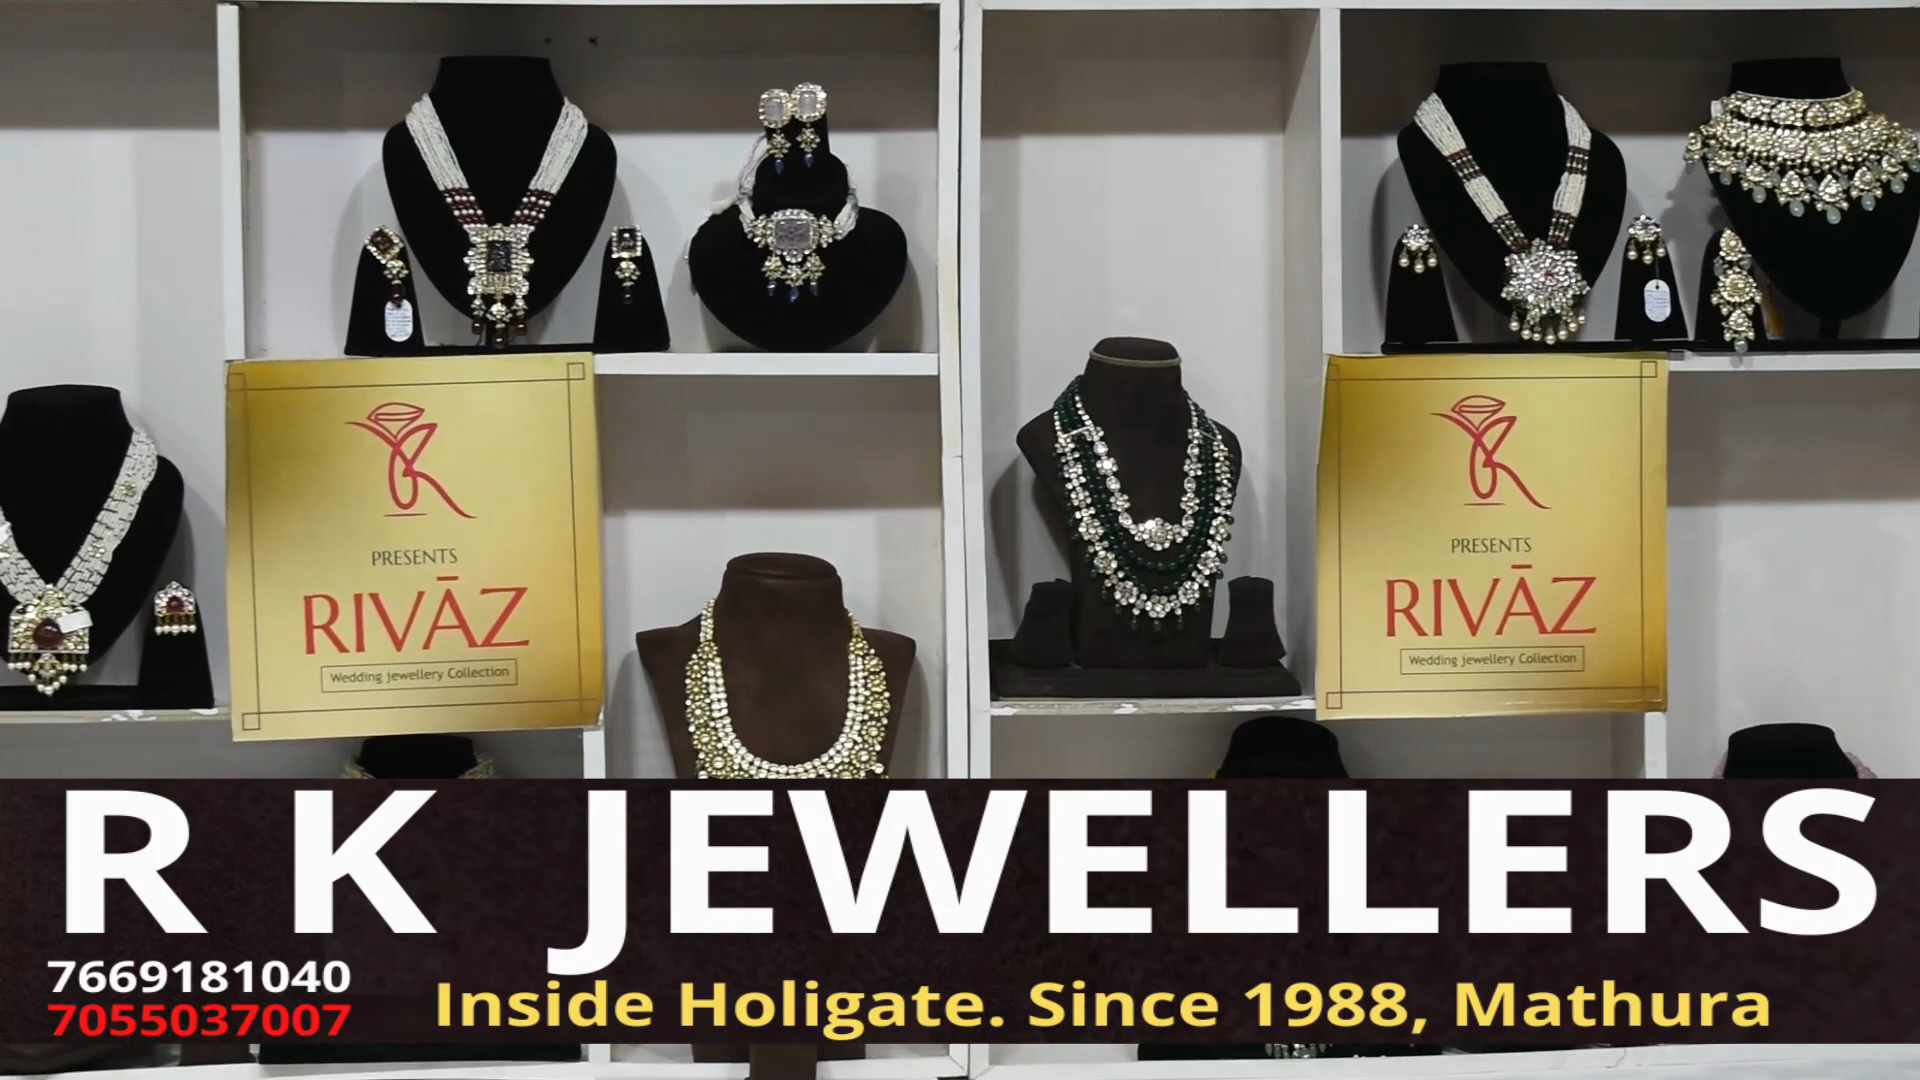 PRESENTS
RIVĀZ
Wedding jewellery Collection
PRESENTS
RIVĀZ
Wedding jewellery Collection
R K JEWELLERS
7669181040
7055037007
Inside Holigate. Since 1988, Mathura